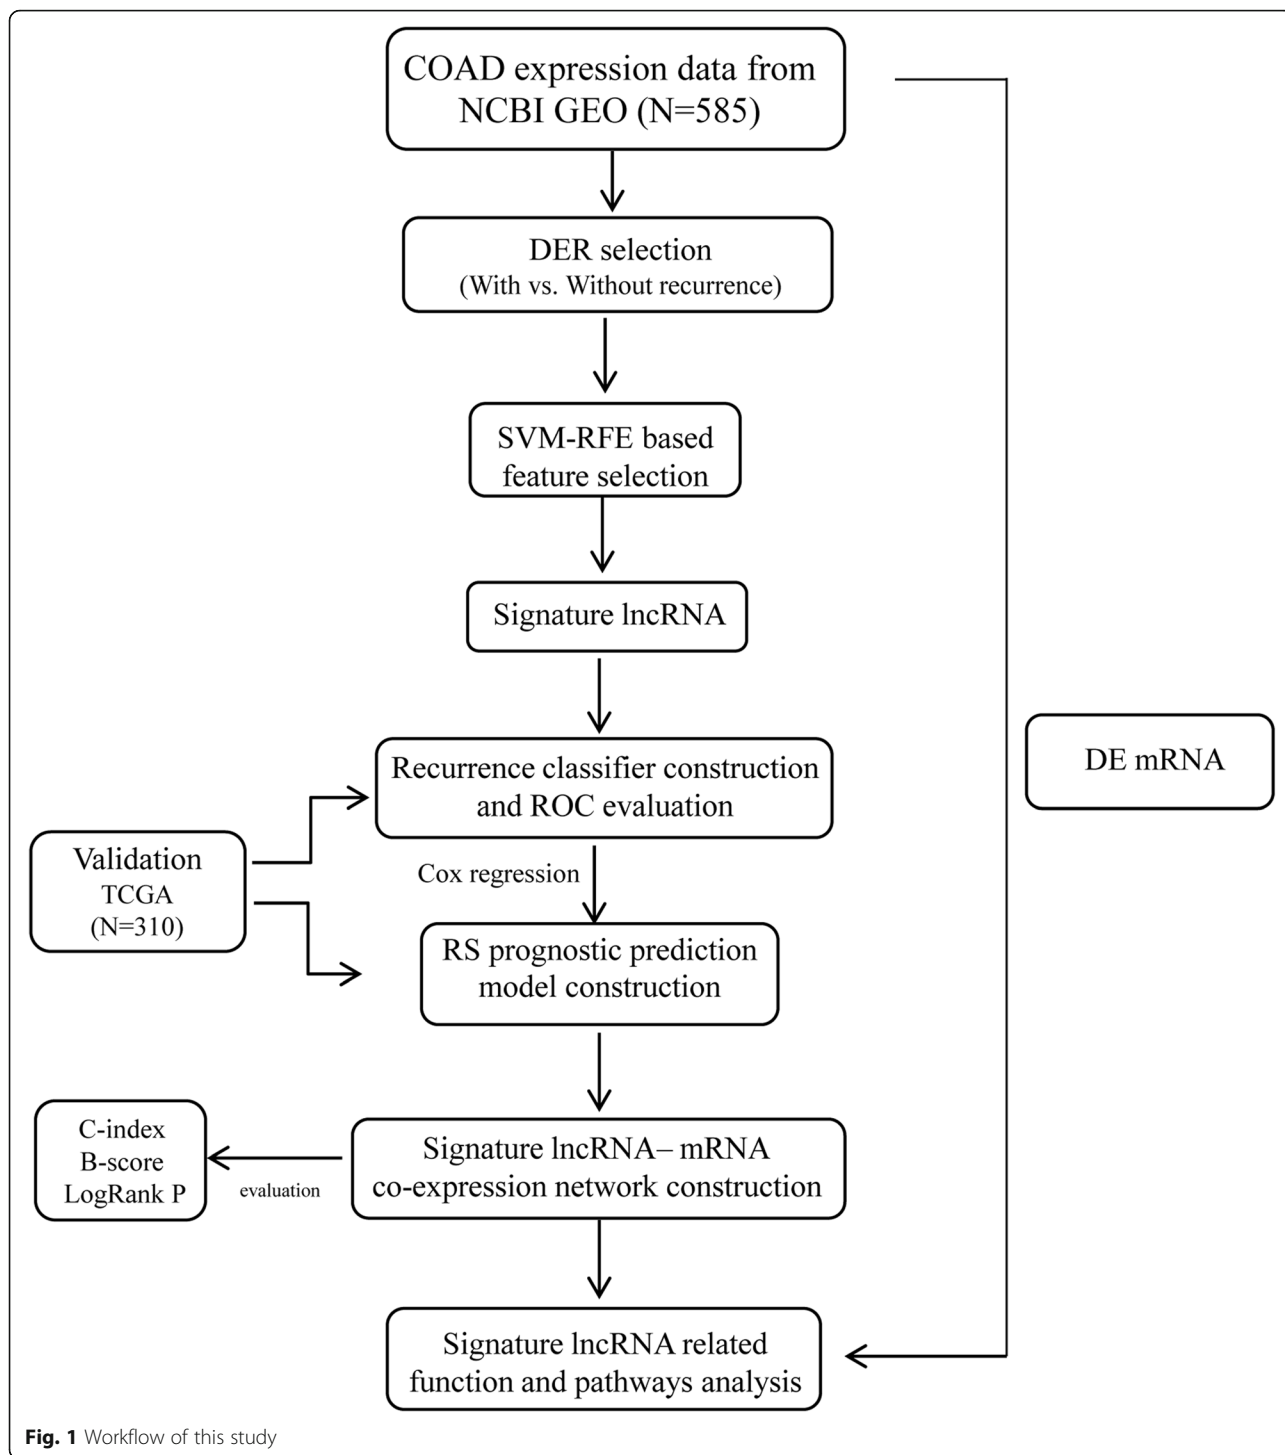 COAD expression data from
NCBI GEO (N=585)
DER selection
(With vs. Without recurrence)
SVM-RFE based
feature selection
Signature lncRNA
DE mRNA
Recurrence classifier construction
and ROC evaluation
Validation
TCGA
(N=310)
Cox regression
RS prognostic prediction
model construction
C-index
B-score
LogRank P
evaluation
Signature lncRNA– mRNA
co-expression network construction
Signature lncRNA related
function and pathways analysis
Fig. 1 Workflow of this study